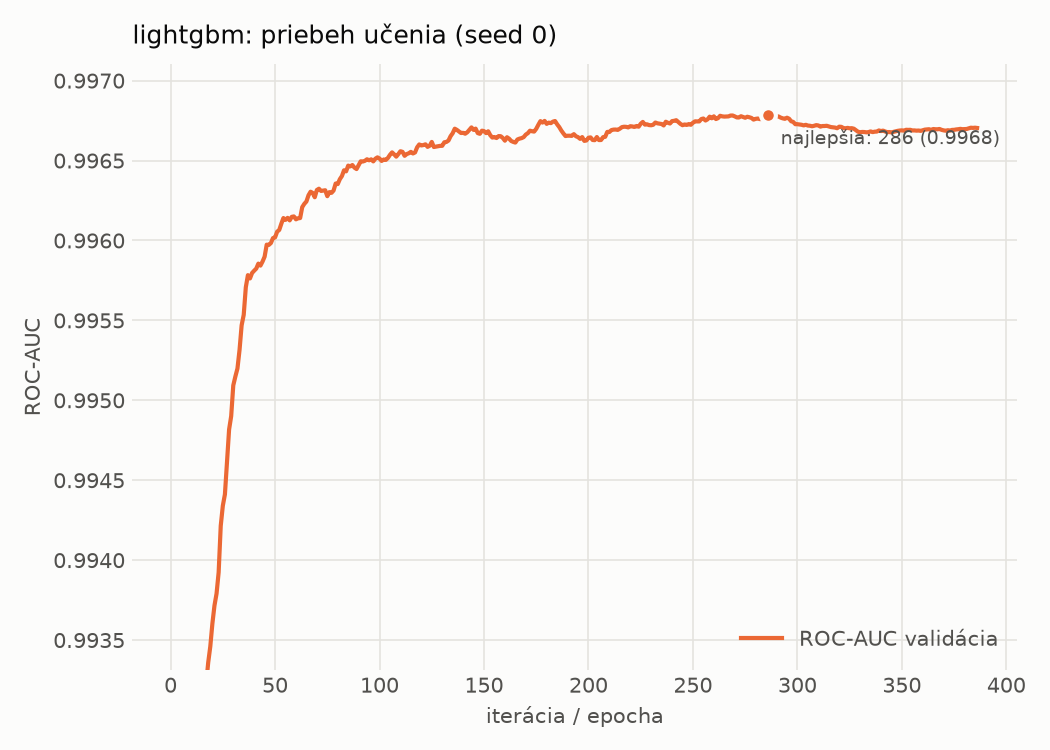 lightgbm: priebeh učenia (seed 0)
0.9970
0.9965
0.9960
0.9955
0.9950
0.9945
0.9940
0.9935
ROC-AUC
najlepšia: 286 (0.9968)
ROC-AUC validácia
0 50 100 150 200 250 300 350 400
iterácia / epocha